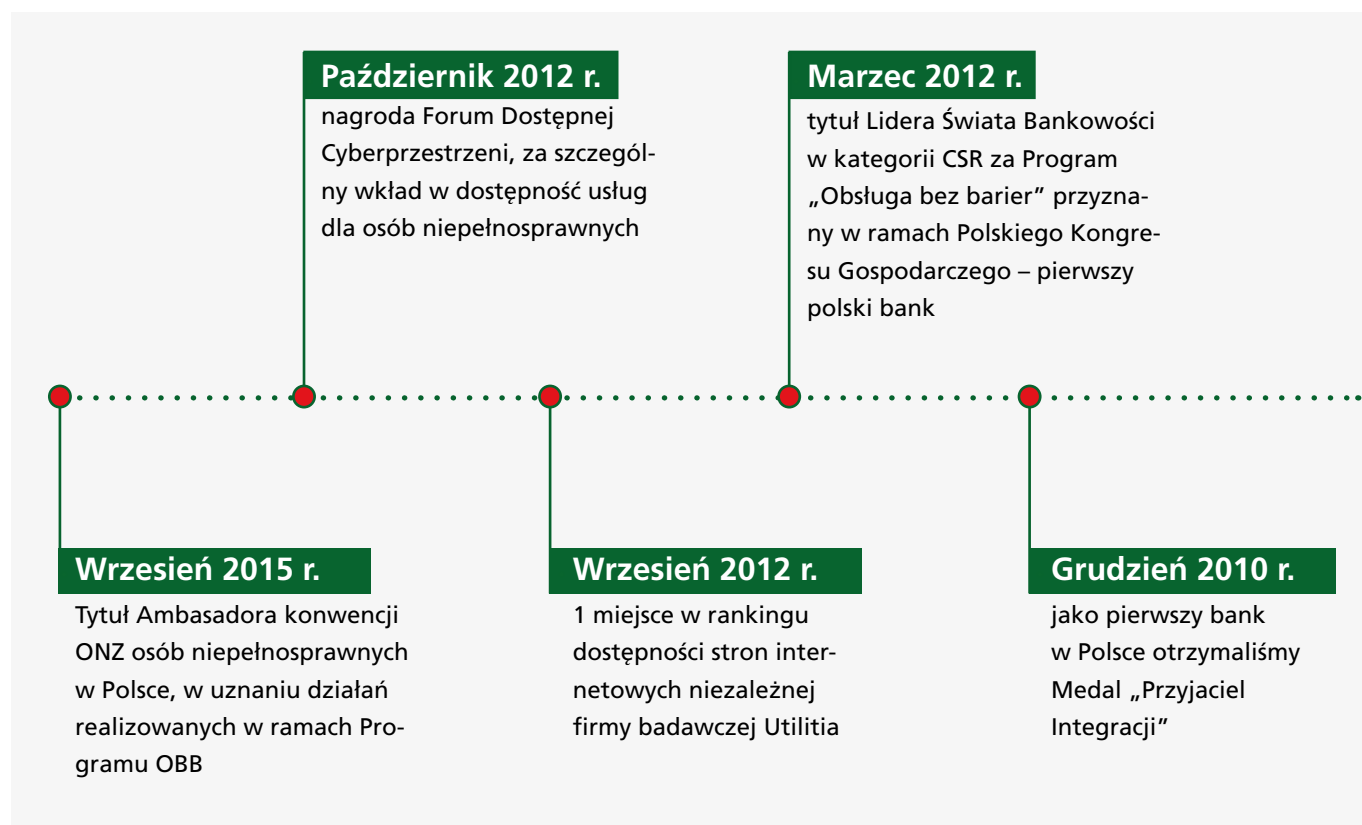 Październik 2012 r.
nagroda Forum Dostępnej
Cyberprzestrzeni, za szczegól-
ny wkład w dostępność usług
dla osób niepełnosprawnych
Marzec 2012 r.
tytuł Lidera Świata Bankowości
w kategorii CSR za Program
„Obsługa bez barier” przyzna-
ny w ramach Polskiego Kongre-
su Gospodarczego – pierwszy
polski bank
Wrzesień 2015 r.
Tytuł Ambasadora konwencji
ONZ osób niepełnosprawnych
w Polsce, w uznaniu działań
realizowanych w ramach Pro-
gramu OBB
Wrzesień 2012 r.
1 miejsce w rankingu
dostępności stron inter-
netowych niezależnej
firmy badawczej Utilitia
Grudzień 2010 r.
jako pierwszy bank
w Polsce otrzymaliśmy
Medal „Przyjaciel
Integracji”